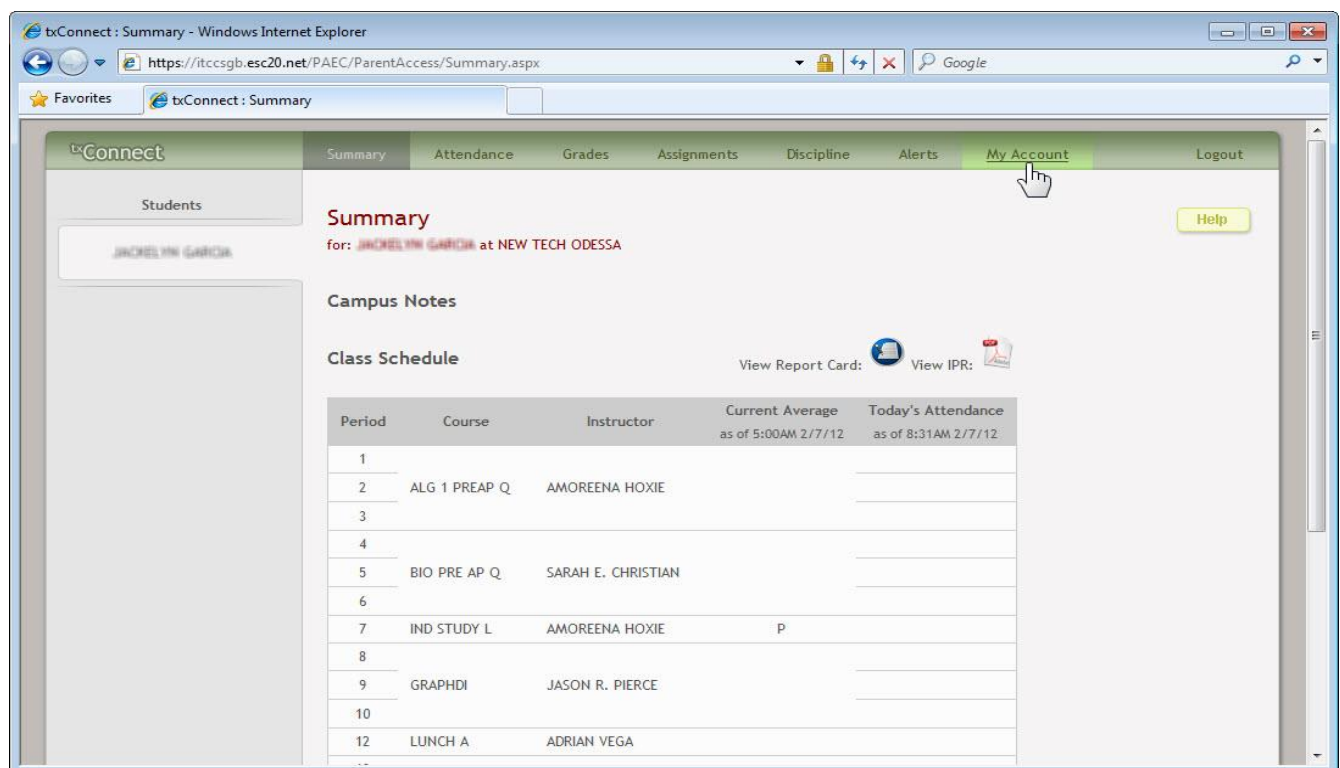 txConnect : Summary - Windows Internet Explorer
https://itccsgb.esc20.net/PAEC/ParentAccess/Summary.aspx
Google
Favorites
txConnect : Summary
txConnect
Summary Attendance Grades Assignments Discipline Alerts My Account Logout
Students
Summary
Help
for: at NEW TECH ODESSA
Campus Notes
Class Schedule
View Report Card: View IPR:
Period Course Instructor Current Average Today's Attendance
as of 5:00AM 2/7/12 as of 8:31AM 2/7/12
1
2 ALG 1 PREAP Q AMOREENA HOXIE
3
4
5 BIO PRE AP Q SARAH E. CHRISTIAN
6
7 IND STUDY L AMOREENA HOXIE P
8
9 GRAPHDI JASON R. PIERCE
10
12 LUNCH A ADRIAN VEGA